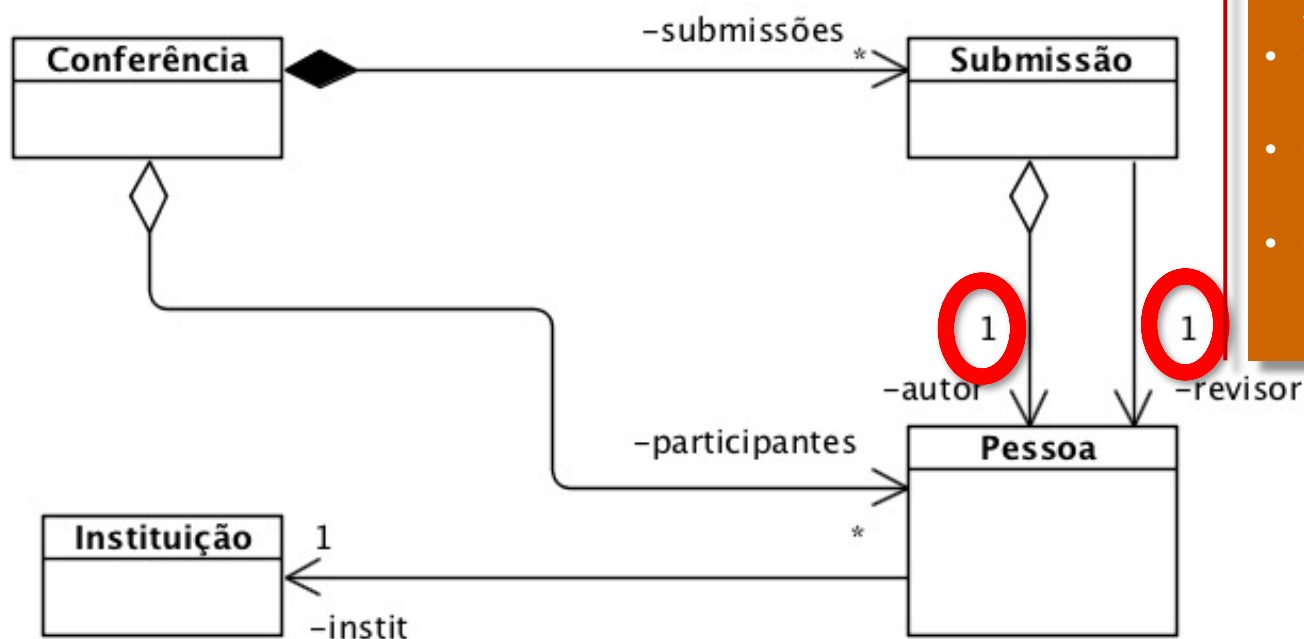 -submissões
*
Conferência
Submissão
1
1
-autor
-revisor
-participantes
Pessoa
*
Instituição
1
-instit